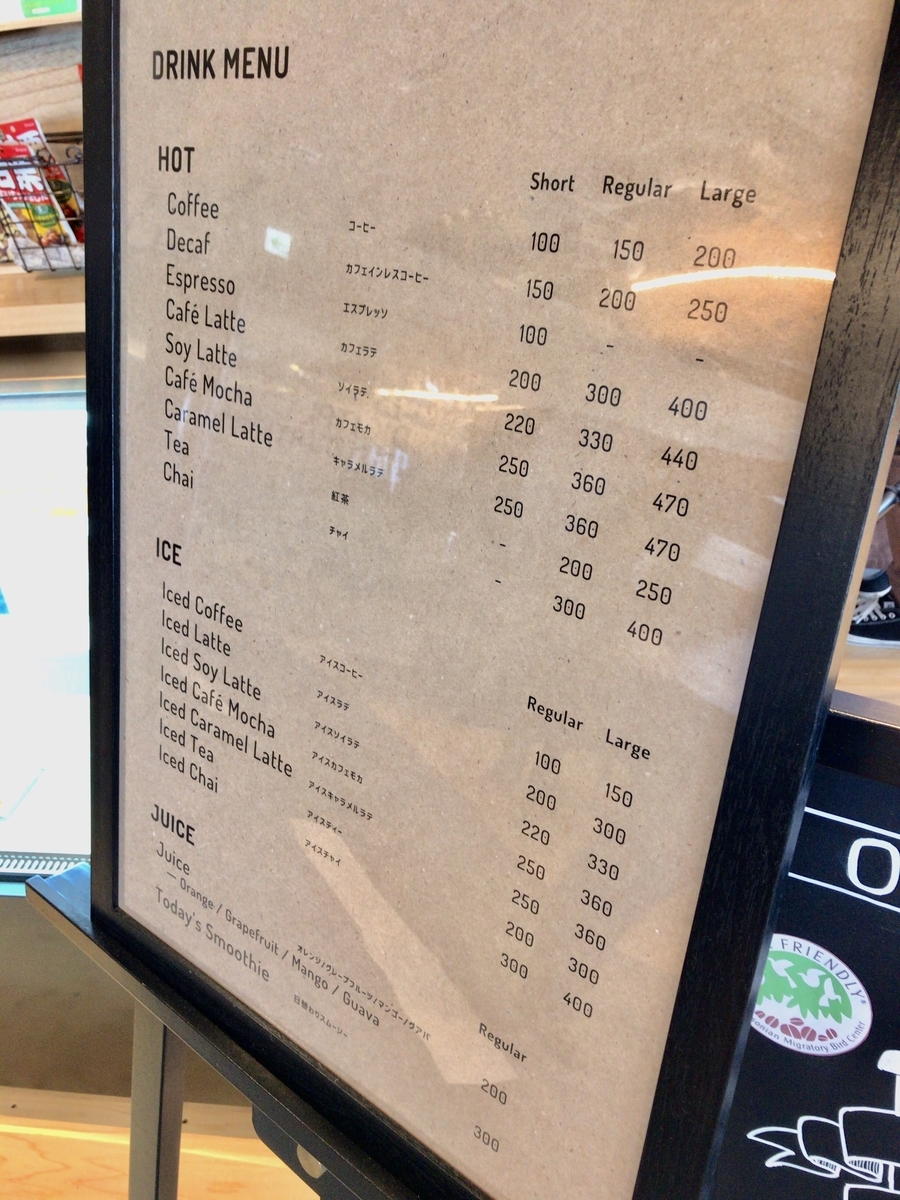 DRINK MENU
HOT Short Regular Large
Coffee コーヒー 100 150 200
Decaf カフェインレスコーヒー 150 200 250
Espresso エスプレッソ 100 - -
Café Latte カフェラテ 200 300 400
Soy Latte ソイラテ 220 330 440
Café Mocha カフェモカ 250 360 470
Caramel Latte キャラメルラテ 250 360 470
Tea 紅茶 - 200 250
Chai チャイ - 300 400
ICE Regular Large
Iced Coffee アイスコーヒー 100 150
Iced Latte アイスラテ 200 300
Iced Soy Latte アイスソイラテ 220 330
Iced Café Mocha アイスカフェモカ 250 360
Iced Caramel Latte アイスキャラメルラテ 250 360
Iced Tea アイスティー 200 300
Iced Chai アイスチャイ 300 400
JUICE Regular
Juice 200
— Orange / Grapefruit / Mango / Guava オレンジ/グレープフルーツ/マンゴー/グアバ
Today's Smoothie 日替わりスムージー 300
O
FRIENDLY®
onian Migratory Bird Center